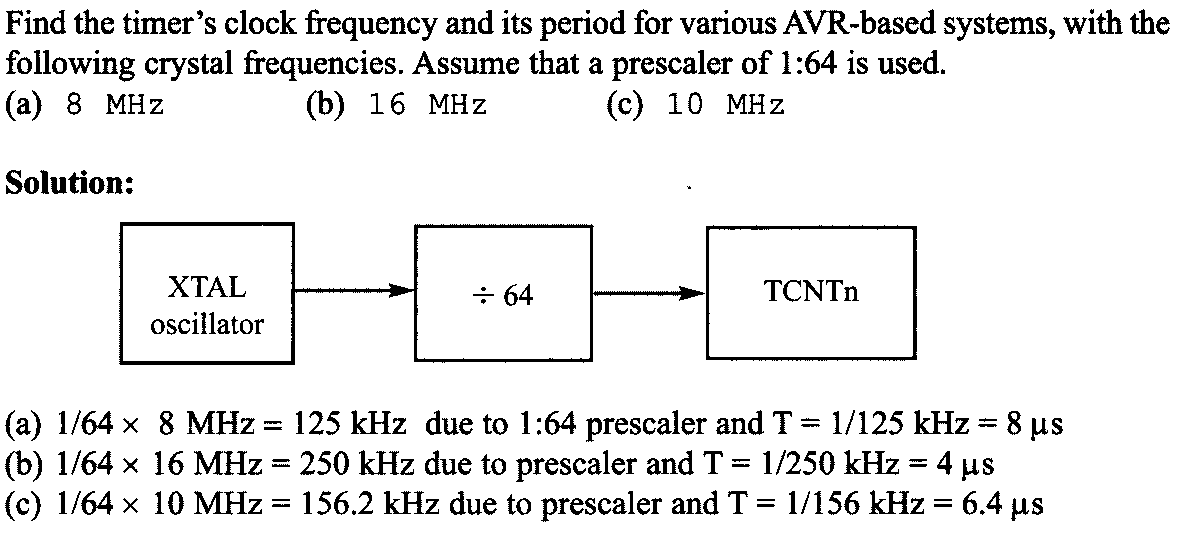 Find the timer’s clock frequency and its period for various AVR-based systems, with the
following crystal frequencies. Assume that a prescaler of 1:64 is used.
(a) 8 MHz (b) 16 MHz (c) 10 MHz
Solution:
XTAL
oscillator
÷ 64
TCNTn
(a) 1/64 × 8 MHz = 125 kHz due to 1:64 prescaler and T = 1/125 kHz = 8 µs
(b) 1/64 × 16 MHz = 250 kHz due to prescaler and T = 1/250 kHz = 4 µs
(c) 1/64 × 10 MHz = 156.2 kHz due to prescaler and T = 1/156 kHz = 6.4 µs